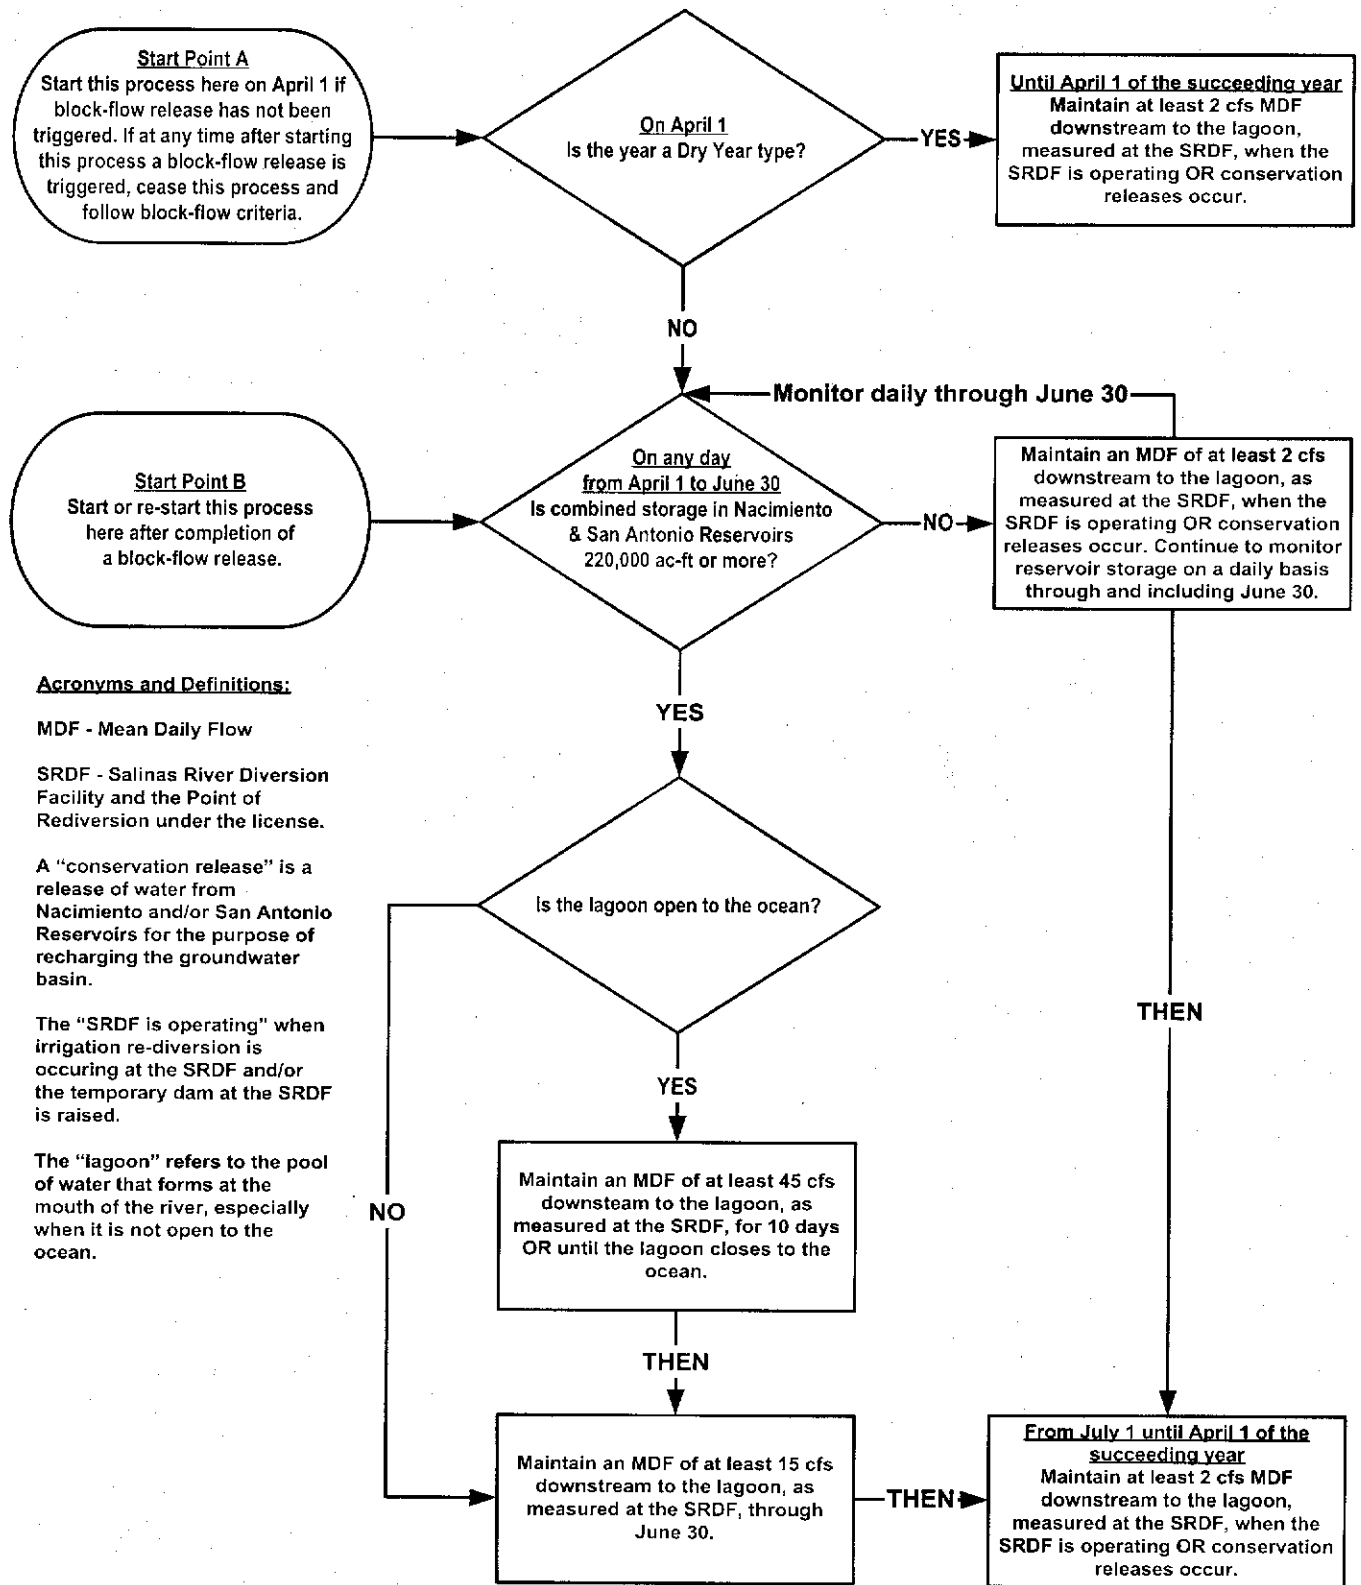 Start Point A
Start this process here on April 1 if
block-flow release has not been
triggered. If at any time after starting
this process a block-flow release is
triggered, cease this process and
follow block-flow criteria.
On April 1
Is the year a Dry Year type?
YES
Until April 1 of the succeeding year
Maintain at least 2 cfs MDF
downstream to the lagoon,
measured at the SRDF, when the
SRDF is operating OR conservation
releases occur.
NO
Monitor daily through June 30
Start Point B
Start or re-start this process
here after completion of
a block-flow release.
On any day
from April 1 to June 30
Is combined storage in Nacimiento
& San Antonio Reservoirs
220,000 ac-ft or more?
NO
Maintain an MDF of at least 2 cfs
downstream to the lagoon, as
measured at the SRDF, when the
SRDF is operating OR conservation
releases occur. Continue to monitor
reservoir storage on a daily basis
through and including June 30.
Acronyms and Definitions:
MDF - Mean Daily Flow
SRDF - Salinas River Diversion
Facility and the Point of
Rediversion under the license.
A “conservation release” is a
release of water from
Nacimiento and/or San Antonio
Reservoirs for the purpose of
recharging the groundwater
basin.
The “SRDF is operating” when
irrigation re-diversion is
occuring at the SRDF and/or
the temporary dam at the SRDF
is raised.
The “lagoon” refers to the pool
of water that forms at the
mouth of the river, especially
when it is not open to the
ocean.
YES
Is the lagoon open to the ocean?
THEN
YES
NO
Maintain an MDF of at least 45 cfs
downsteam to the lagoon, as
measured at the SRDF, for 10 days
OR until the lagoon closes to the
ocean.
THEN
Maintain an MDF of at least 15 cfs
downstream to the lagoon, as
measured at the SRDF, through
June 30.
THEN
From July 1 until April 1 of the
succeeding year
Maintain at least 2 cfs MDF
downstream to the lagoon,
measured at the SRDF, when the
SRDF is operating OR conservation
releases occur.